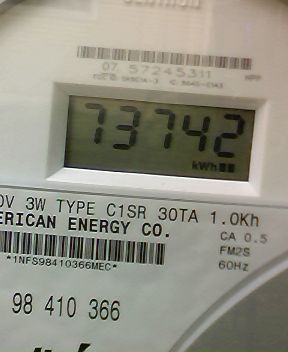 07 57245311
73742
kWh
0V 3W TYPE C1SR 30TA 1.0Kh
ERICAN ENERGY CO.
CA 0.5
FM2S
60Hz
*1NFS98410366MEC*
98 410 366